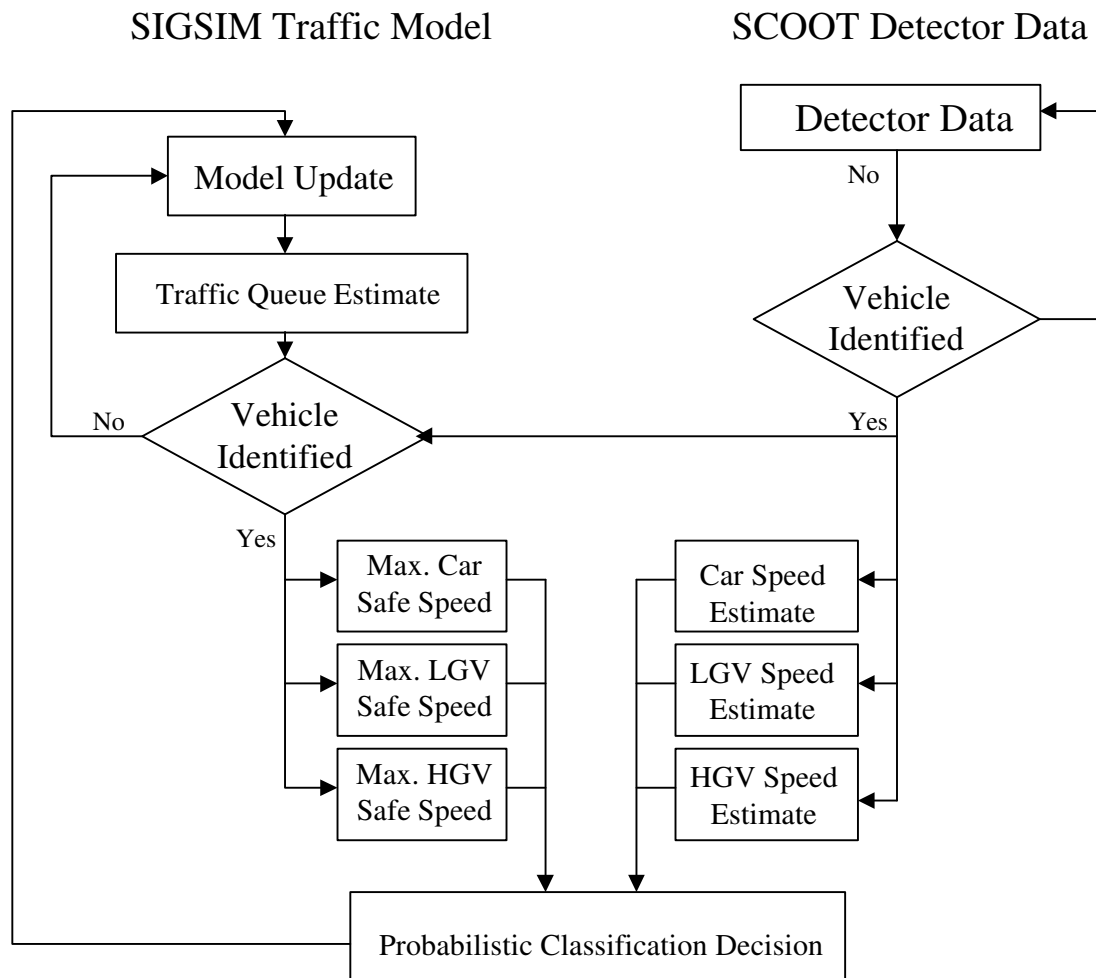 SIGSIM Traffic Model
SCOOT Detector Data
Detector Data
No
Model Update
Traffic Queue Estimate
Vehicle
Identified
Vehicle
Identified
No
Yes
Yes
Max. Car
Safe Speed
Car Speed
Estimate
Max. LGV
Safe Speed
LGV Speed
Estimate
Max. HGV
Safe Speed
HGV Speed
Estimate
Probabilistic Classification Decision